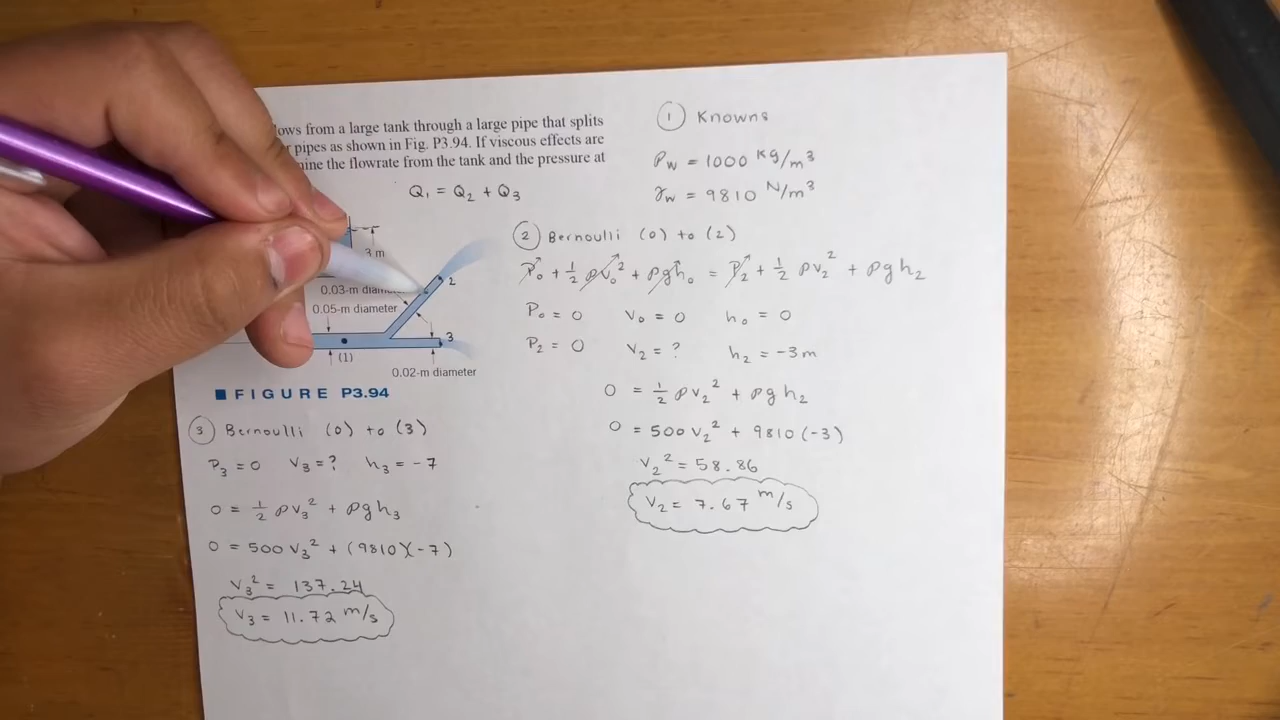 lows from a large tank through a large pipe that splits
pipes as shown in Fig. P3.94. If viscous effects are
the flowrate from the tank and the pressure at
Q₁ = Q₂ + Q₃
3 m
0.03-m
0.05-m diameter
2
3
(1)
0.02-m diameter
FIGURE P3.94
① Knowns
ρw = 1000 kg/m³
γw = 9810 N/m³
② Bernoulli (0) to (2)
P₀ + ½ρv₀² + ρgh₀ = P₂ + ½ρv₂² + ρgh₂
P₀ = 0 v₀ = 0 h₀ = 0
P₂ = 0 v₂ = ? h₂ = -3m
0 = ½ρv₂² + ρgh₂
0 = 500v₂² + 9810(-3)
v₂² = 58.86
v₂ = 7.67 m/s
③ Bernoulli (0) to (3)
P₃ = 0 v₃ = ? h₃ = -7
0 = ½ρv₃² + ρgh₃
0 = 500v₃² + (9810)(-7)
v₃² = 137.24
v₃ = 11.72 m/s